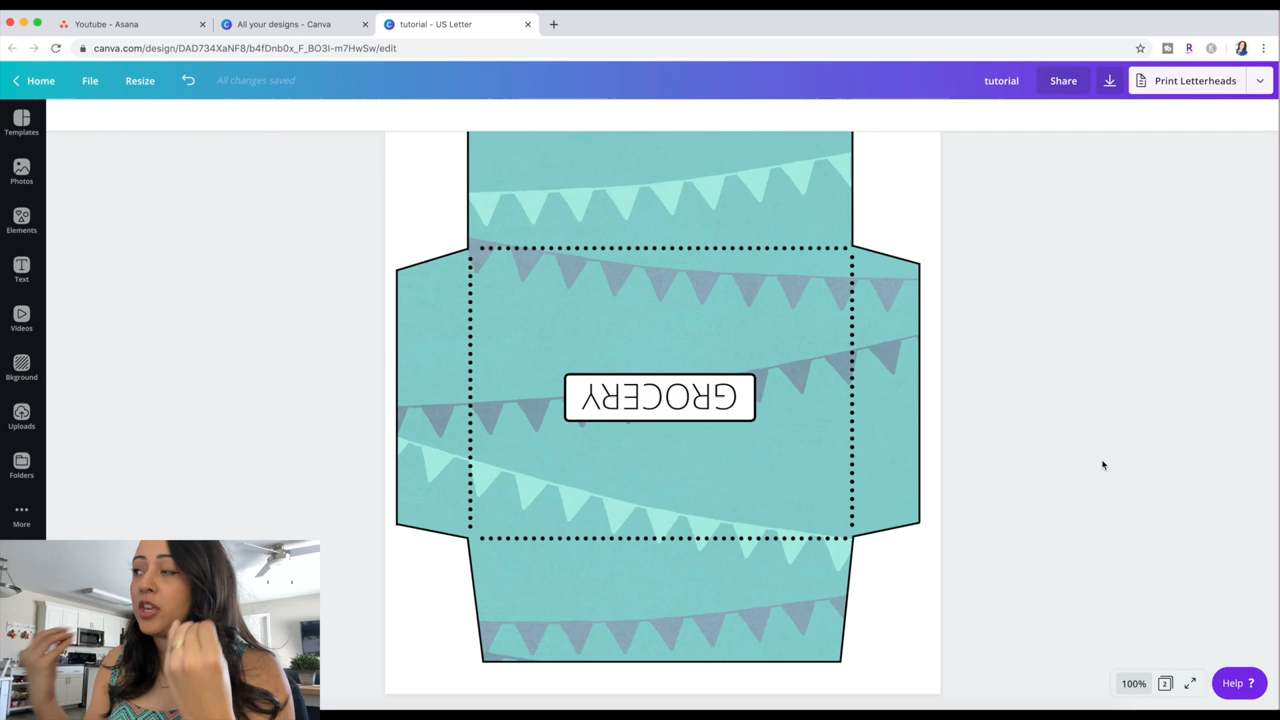 Youtube - Asana
All your designs - Canva
tutorial - US Letter
canva.com/design/DAD734XaNF8/b4fDnb0x_F_BO3I-m7HwSw/edit
Home
File
Resize
All changes saved
tutorial
Share
Print Letterheads
Templates
Photos
Elements
Text
Videos
Bkground
Uploads
Folders
More
GROCERY
100%
2
Help ?